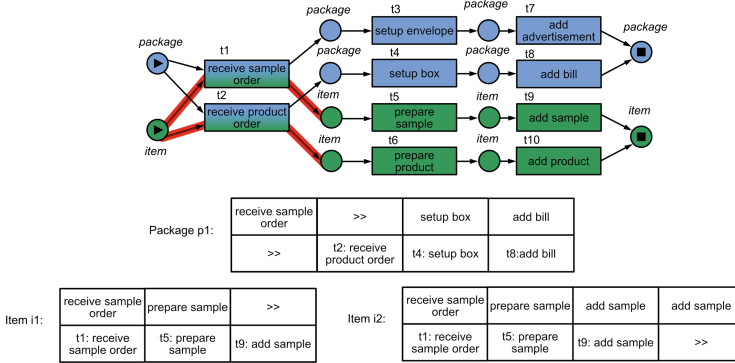 package
t1
receive sample
order
package
t3
setup envelope
package
t7
add
advertisement
package
t2
receive product
order
package
t4
setup box
package
t8
add bill
item
item
t5
prepare
sample
item
t9
add sample
item
item
t6
prepare
product
item
t10
add product
Package p1:
receive sample
order
>>
setup box
add bill
>>
t2: receive
product order
t4: setup box
t8:add bill
Item i1:
receive sample
order
prepare sample
>>
t1: receive
sample order
t5: prepare
sample
t9: add sample
Item i2:
receive sample
order
prepare sample
add sample
add sample
t1: receive
sample order
t5: prepare
sample
t9: add sample
>>